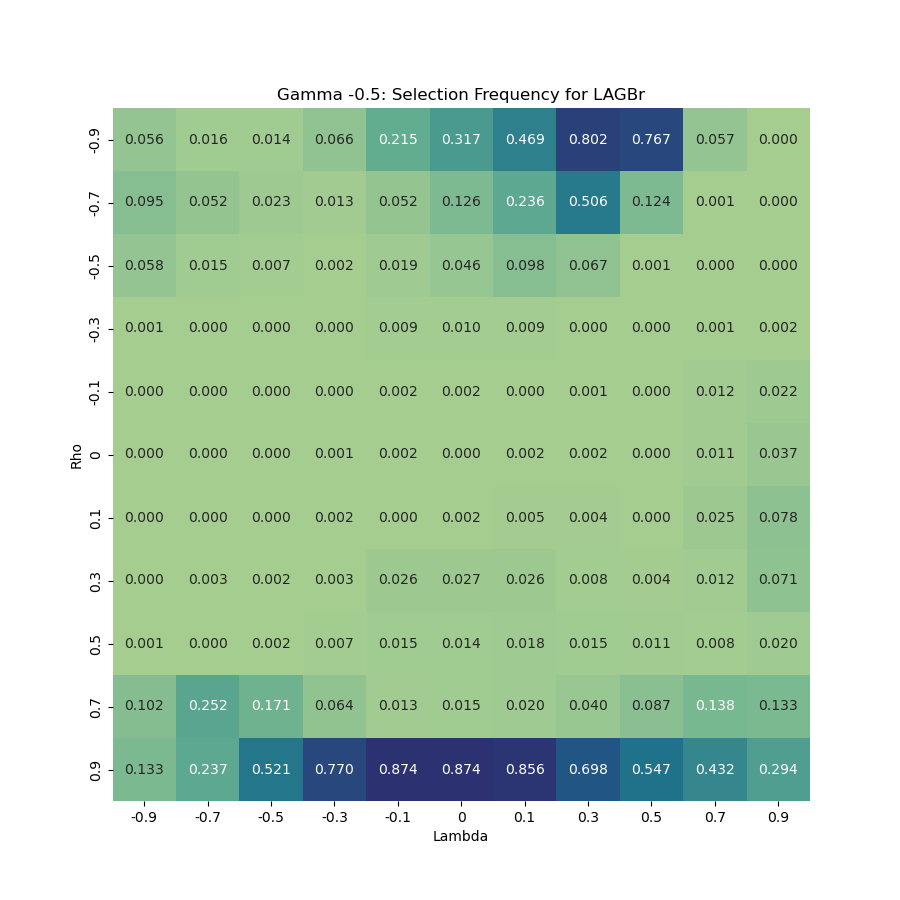 Gamma -0.5: Selection Frequency for LAGBr
-0.9 0.056 0.016 0.014 0.066 0.215 0.317 0.469 0.802 0.767 0.057 0.000
-0.7 0.095 0.052 0.023 0.013 0.052 0.126 0.236 0.506 0.124 0.001 0.000
-0.5 0.058 0.015 0.007 0.002 0.019 0.046 0.098 0.067 0.001 0.000 0.000
-0.3 0.001 0.000 0.000 0.000 0.009 0.010 0.009 0.000 0.000 0.001 0.002
-0.1 0.000 0.000 0.000 0.000 0.002 0.002 0.000 0.001 0.000 0.012 0.022
Rho
0 0.000 0.000 0.000 0.001 0.002 0.000 0.002 0.002 0.000 0.011 0.037
0.1 0.000 0.000 0.000 0.002 0.000 0.002 0.005 0.004 0.000 0.025 0.078
0.3 0.000 0.003 0.002 0.003 0.026 0.027 0.026 0.008 0.004 0.012 0.071
0.5 0.001 0.000 0.002 0.007 0.015 0.014 0.018 0.015 0.011 0.008 0.020
0.7 0.102 0.252 0.171 0.064 0.013 0.015 0.020 0.040 0.087 0.138 0.133
0.9 0.133 0.237 0.521 0.770 0.874 0.874 0.856 0.698 0.547 0.432 0.294
-0.9 -0.7 -0.5 -0.3 -0.1 0 0.1 0.3 0.5 0.7 0.9
Lambda